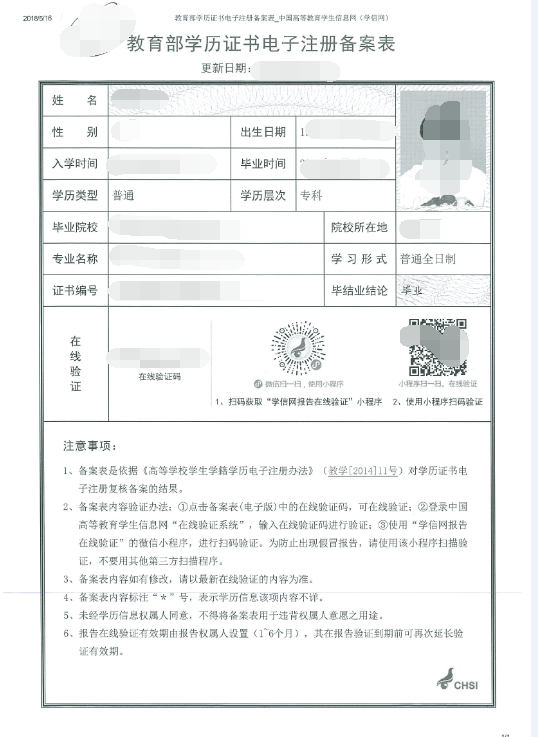 2018/5/16 教育部学历证书电子注册备案表_中国高等教育学生信息网（学信网）
教育部学历证书电子注册备案表
更新日期：
姓 名
性 别 出生日期
入学时间 毕业时间
学历类型 普通 学历层次 专科
毕业院校 院校所在地
专业名称 学习形式 普通全日制
证书编号 毕结业结论 毕业
在线验证
在线验证码
微信扫一扫，使用小程序
小程序扫一扫，在线验证
1、扫码获取“学信网报告在线验证”小程序 2、使用小程序扫码验证
注意事项：
1、备案表是依据《高等学校学生学籍学历电子注册办法》（教学[2014]11号）对学历证书电
子注册复核备案的结果。
2、备案表内容验证办法：①点击备案表(电子版)中的在线验证码，可在线验证；②登录中国
高等教育学生信息网“在线验证系统”，输入在线验证码进行验证；③使用“学信网报告
在线验证”的微信小程序，进行扫码验证。为防止出现假冒报告，请使用该小程序扫描验
证，不要用其他第三方扫描程序。
3、备案表内容如有修改，请以最新在线验证的内容为准。
4、备案表内容标注“*”号，表示学历信息该项内容不详。
5、未经学历信息权属人同意，不得将备案表用于违背权属人意愿之用途。
6、报告在线验证有效期由报告权属人设置（1~6个月），其在报告验证到期前可再次延长验
证有效期。
CHSI